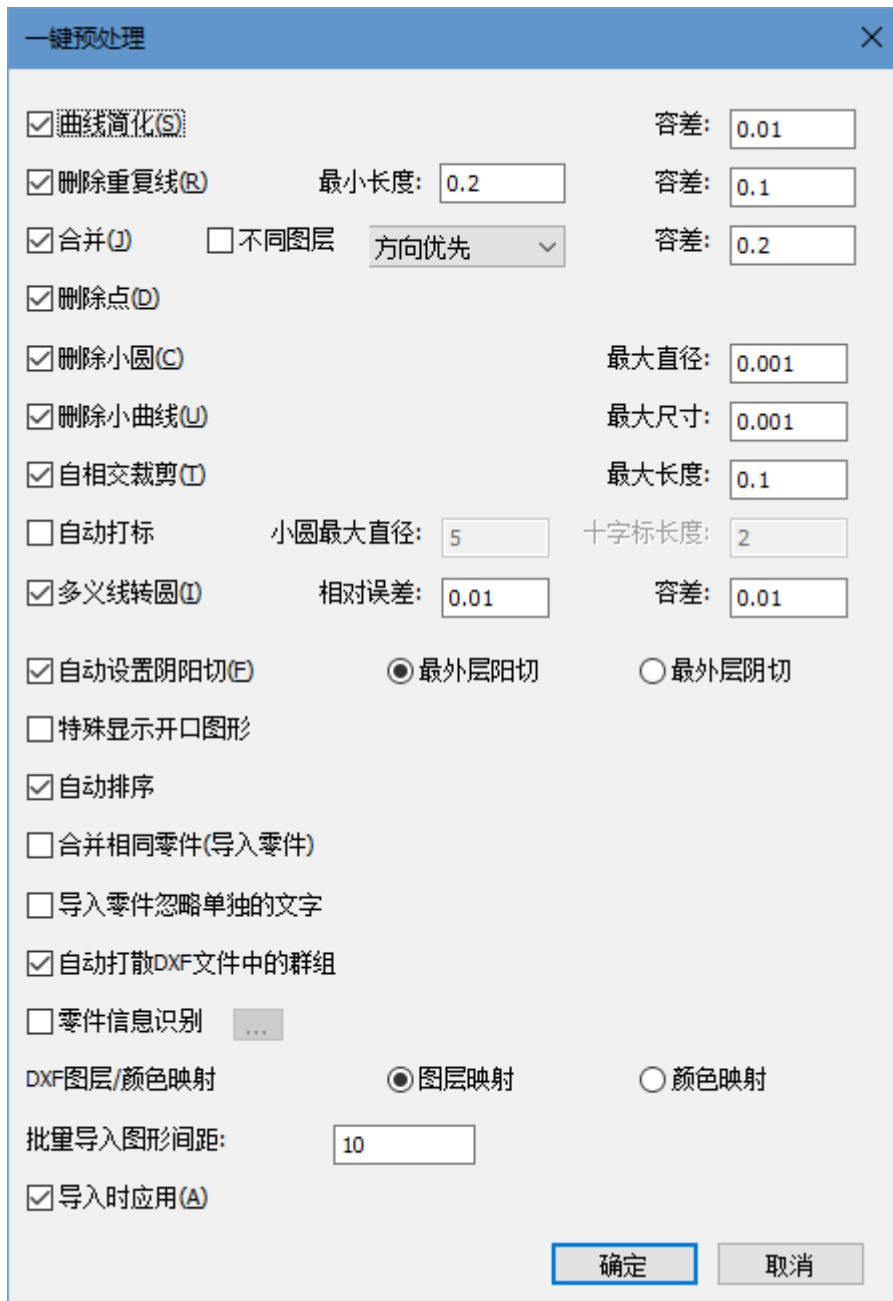 一键预处理
曲线简化(S) 容差: 0.01
删除重复线(R) 最小长度: 0.2 容差: 0.1
合并(J) 不同图层 方向优先 容差: 0.2
删除点(D)
删除小圆(C) 最大直径: 0.001
删除小曲线(U) 最大尺寸: 0.001
自相交裁剪(T) 最大长度: 0.1
自动打标 小圆最大直径: 5 十字标长度: 2
多义线转圆(I) 相对误差: 0.01 容差: 0.01
自动设置阴阳切(F) 最外层阳切 最外层阴切
特殊显示开口图形
自动排序
合并相同零件(导入零件)
导入零件忽略单独的文字
自动打散DXF文件中的群组
零件信息识别 ...
DXF图层/颜色映射 图层映射 颜色映射
批量导入图形间距: 10
导入时应用(A)
确定 取消